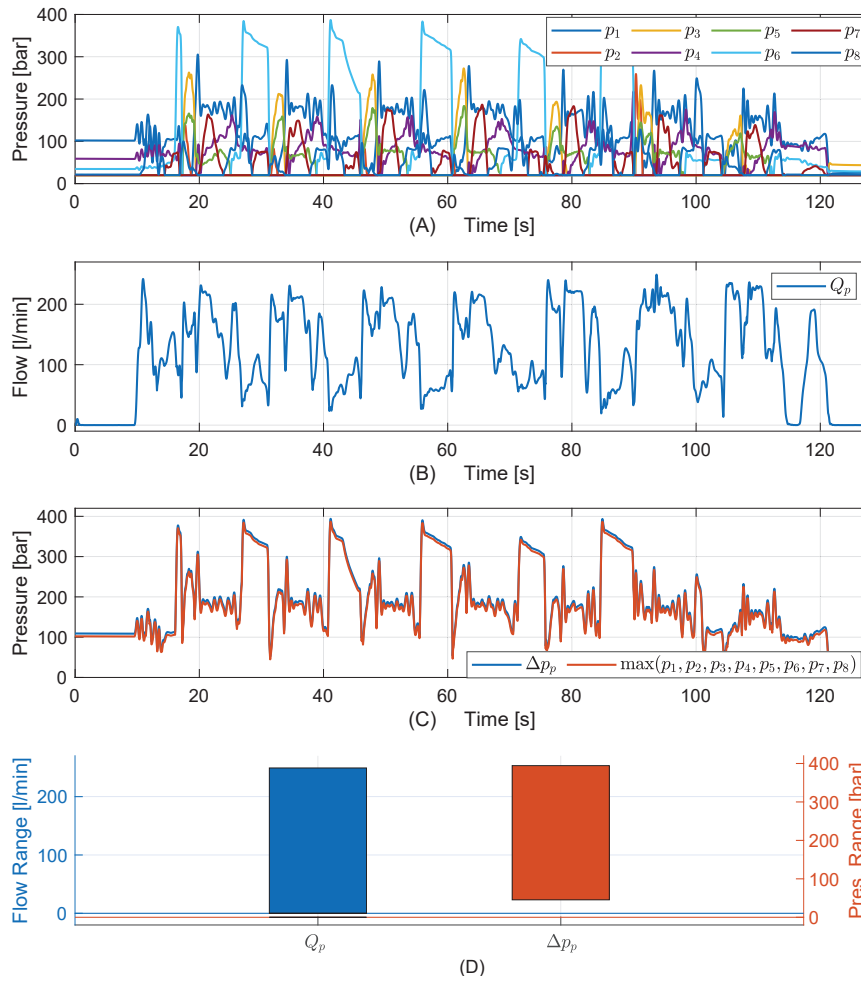 400
300
200
100
0
Pressure [bar]
p1 p3 p5 p7
p2 p4 p6 p8
0 20 40 60 80 100 120
(A) Time [s]
200
100
0
Flow [l/min]
Qp
0 20 40 60 80 100 120
(B) Time [s]
400
300
200
100
0
Pressure [bar]
Δpp max(p1, p2, p3, p4, p5, p6, p7, p8)
0 20 40 60 80 100 120
(C) Time [s]
200
100
0
Flow Range [l/min]
400
300
200
100
0
Pres. Range [bar]
Qp Δpp
(D)